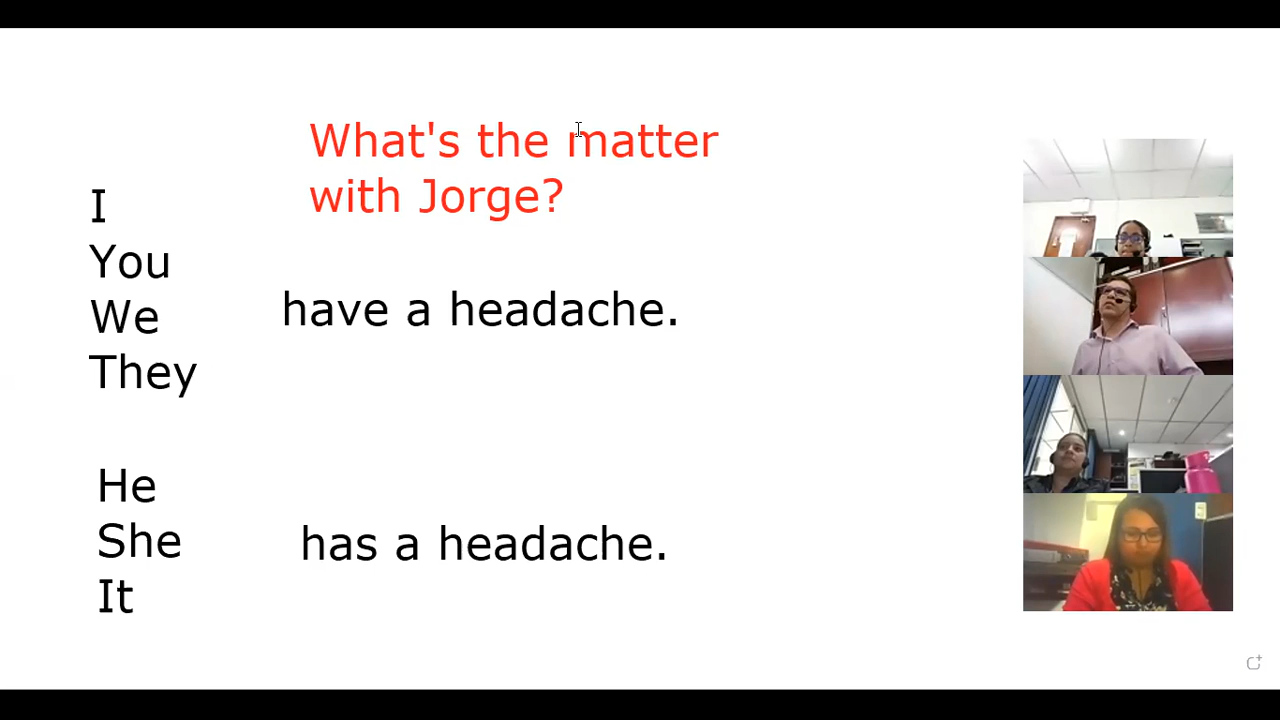 What's the matter
with Jorge?
I
You
We
They
have a headache.
He
She
It
has a headache.